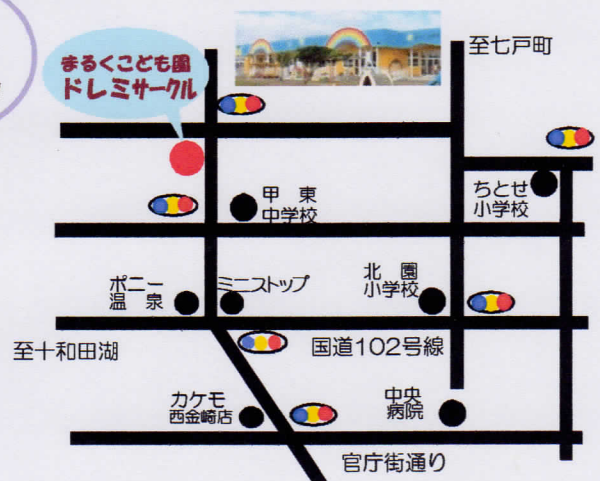 至七戸町
まるくこども園
ドレミサークル
甲東
中学校
ちとせ
小学校
ポニー
温泉
ミニストップ
北園
小学校
至十和田湖
国道102号線
カケモ
西金崎店
中央
病院
官庁街通り